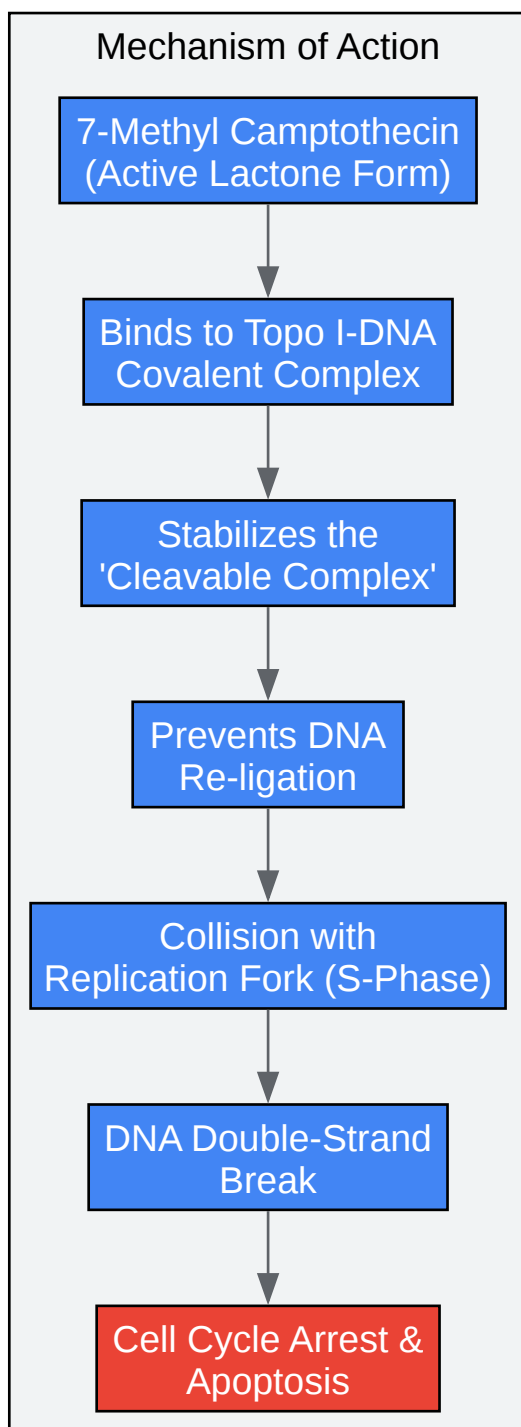 Mechanism of Action
7-Methyl Camptothecin
(Active Lactone Form)
Binds to Topo I-DNA
Covalent Complex
Stabilizes the
'Cleavable Complex'
Prevents DNA
Re-ligation
Collision with
Replication Fork (S-Phase)
DNA Double-Strand
Break
Cell Cycle Arrest &
Apoptosis